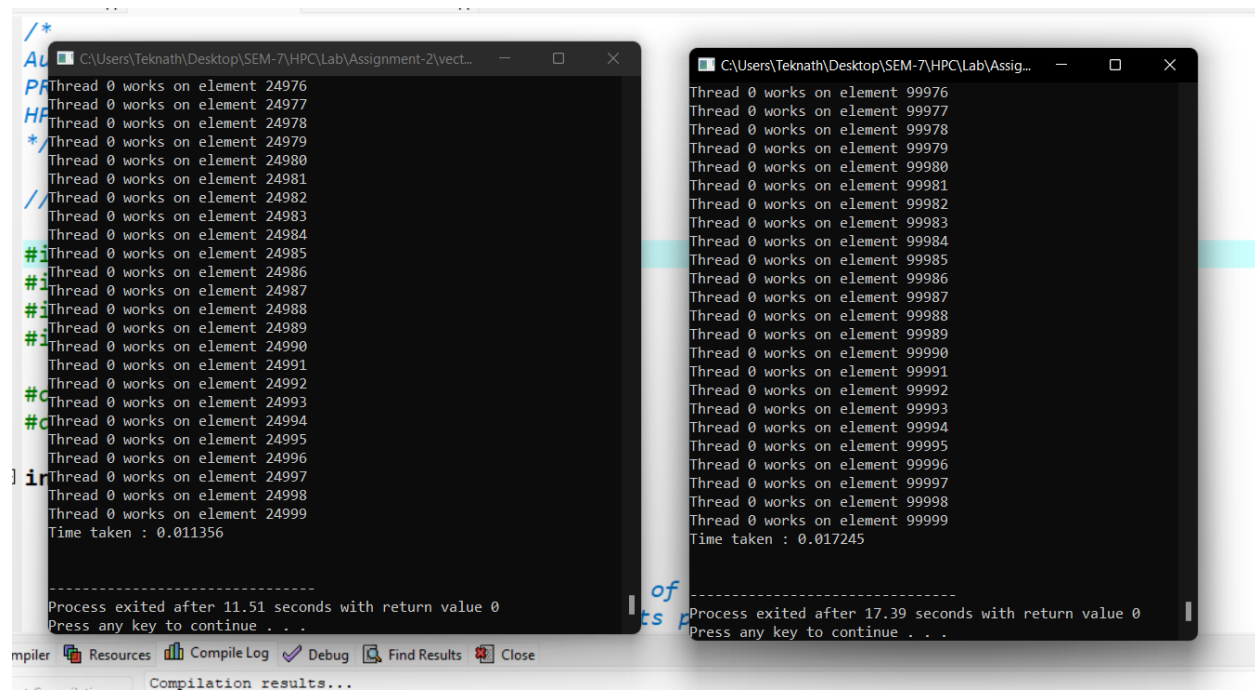 /*
Au
PR
HP
*/
//
#i
#i
#i
#i
#d
#d
in
C:\Users\Teknath\Desktop\SEM-7\HPC\Lab\Assignment-2\vect...
Thread 0 works on element 24976
Thread 0 works on element 24977
Thread 0 works on element 24978
Thread 0 works on element 24979
Thread 0 works on element 24980
Thread 0 works on element 24981
Thread 0 works on element 24982
Thread 0 works on element 24983
Thread 0 works on element 24984
Thread 0 works on element 24985
Thread 0 works on element 24986
Thread 0 works on element 24987
Thread 0 works on element 24988
Thread 0 works on element 24989
Thread 0 works on element 24990
Thread 0 works on element 24991
Thread 0 works on element 24992
Thread 0 works on element 24993
Thread 0 works on element 24994
Thread 0 works on element 24995
Thread 0 works on element 24996
Thread 0 works on element 24997
Thread 0 works on element 24998
Thread 0 works on element 24999
Time taken : 0.011356
--------------------------------
Process exited after 11.51 seconds with return value 0
Press any key to continue . . .
of
ts p
C:\Users\Teknath\Desktop\SEM-7\HPC\Lab\Assig...
Thread 0 works on element 99976
Thread 0 works on element 99977
Thread 0 works on element 99978
Thread 0 works on element 99979
Thread 0 works on element 99980
Thread 0 works on element 99981
Thread 0 works on element 99982
Thread 0 works on element 99983
Thread 0 works on element 99984
Thread 0 works on element 99985
Thread 0 works on element 99986
Thread 0 works on element 99987
Thread 0 works on element 99988
Thread 0 works on element 99989
Thread 0 works on element 99990
Thread 0 works on element 99991
Thread 0 works on element 99992
Thread 0 works on element 99993
Thread 0 works on element 99994
Thread 0 works on element 99995
Thread 0 works on element 99996
Thread 0 works on element 99997
Thread 0 works on element 99998
Thread 0 works on element 99999
Time taken : 0.017245
--------------------------------
Process exited after 17.39 seconds with return value 0
Press any key to continue . . .
mpiler Resources Compile Log Debug Find Results Close
Compilation results...